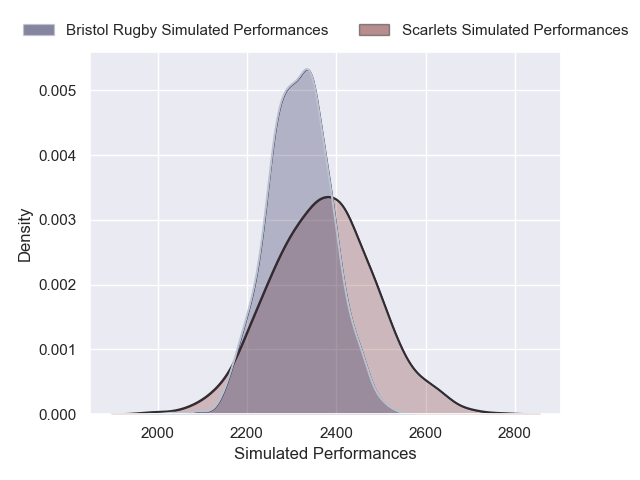 Bristol Rugby Simulated Performances
Scarlets Simulated Performances
0.005
0.004
0.003
0.002
0.001
0.000
Density
2000
2200
2400
2600
2800
Simulated Performances